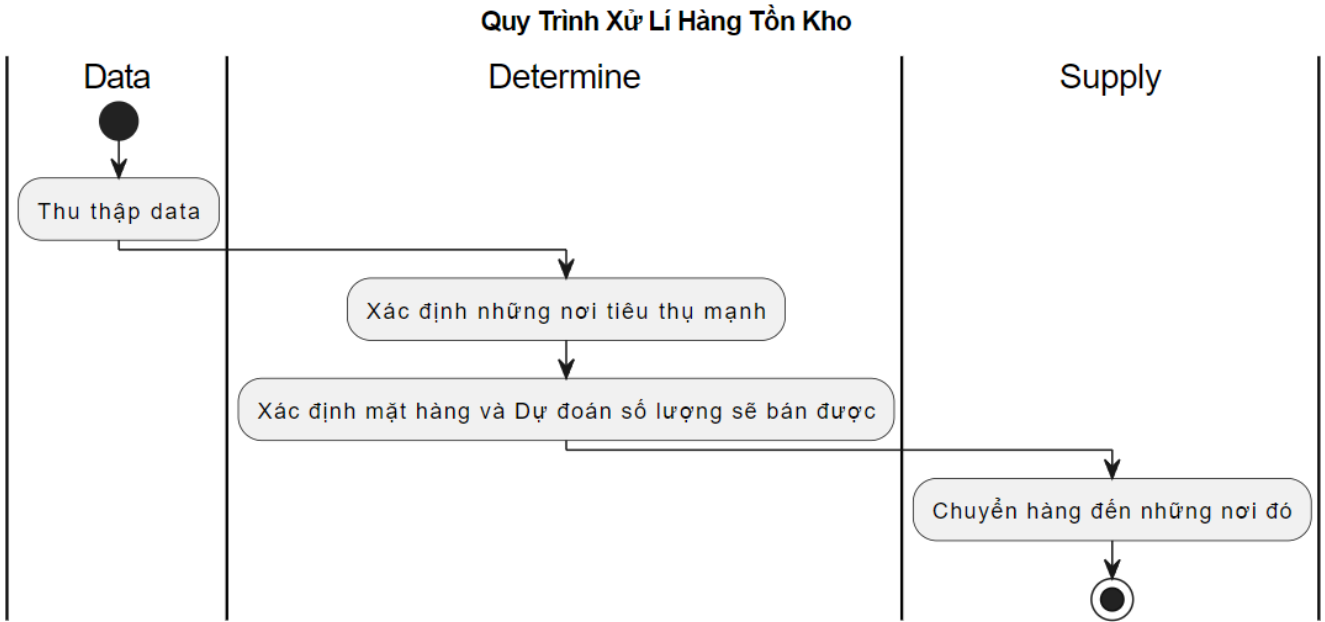 Quy Trình Xử Lí Hàng Tồn Kho
Data
Determine
Supply
Thu thập data
Xác định những nơi tiêu thụ mạnh
Xác định mặt hàng và Dự đoán số lượng sẽ bán được
Chuyển hàng đến những nơi đó